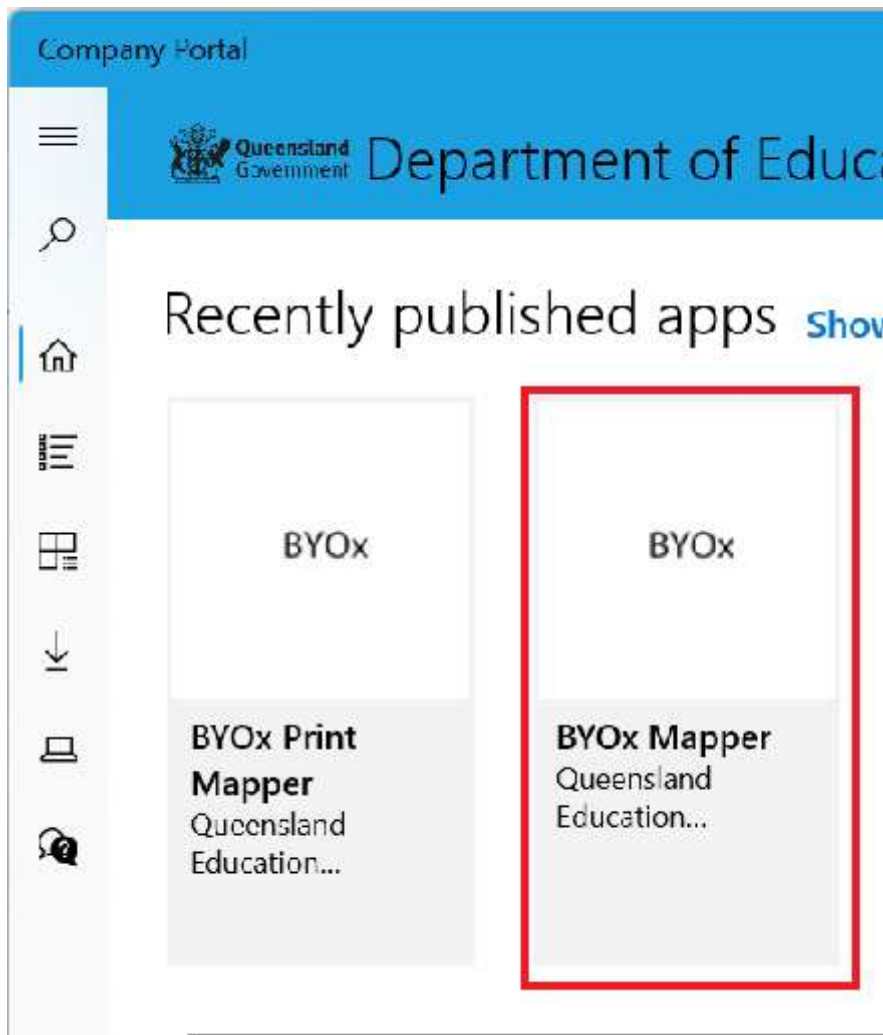 Company Portal
Queensland
Government
Department of Educa
Recently published apps Show
BYOx
BYOx
BYOx Print
Mapper
Queensland
Education...
BYOx Mapper
Queensland
Education...